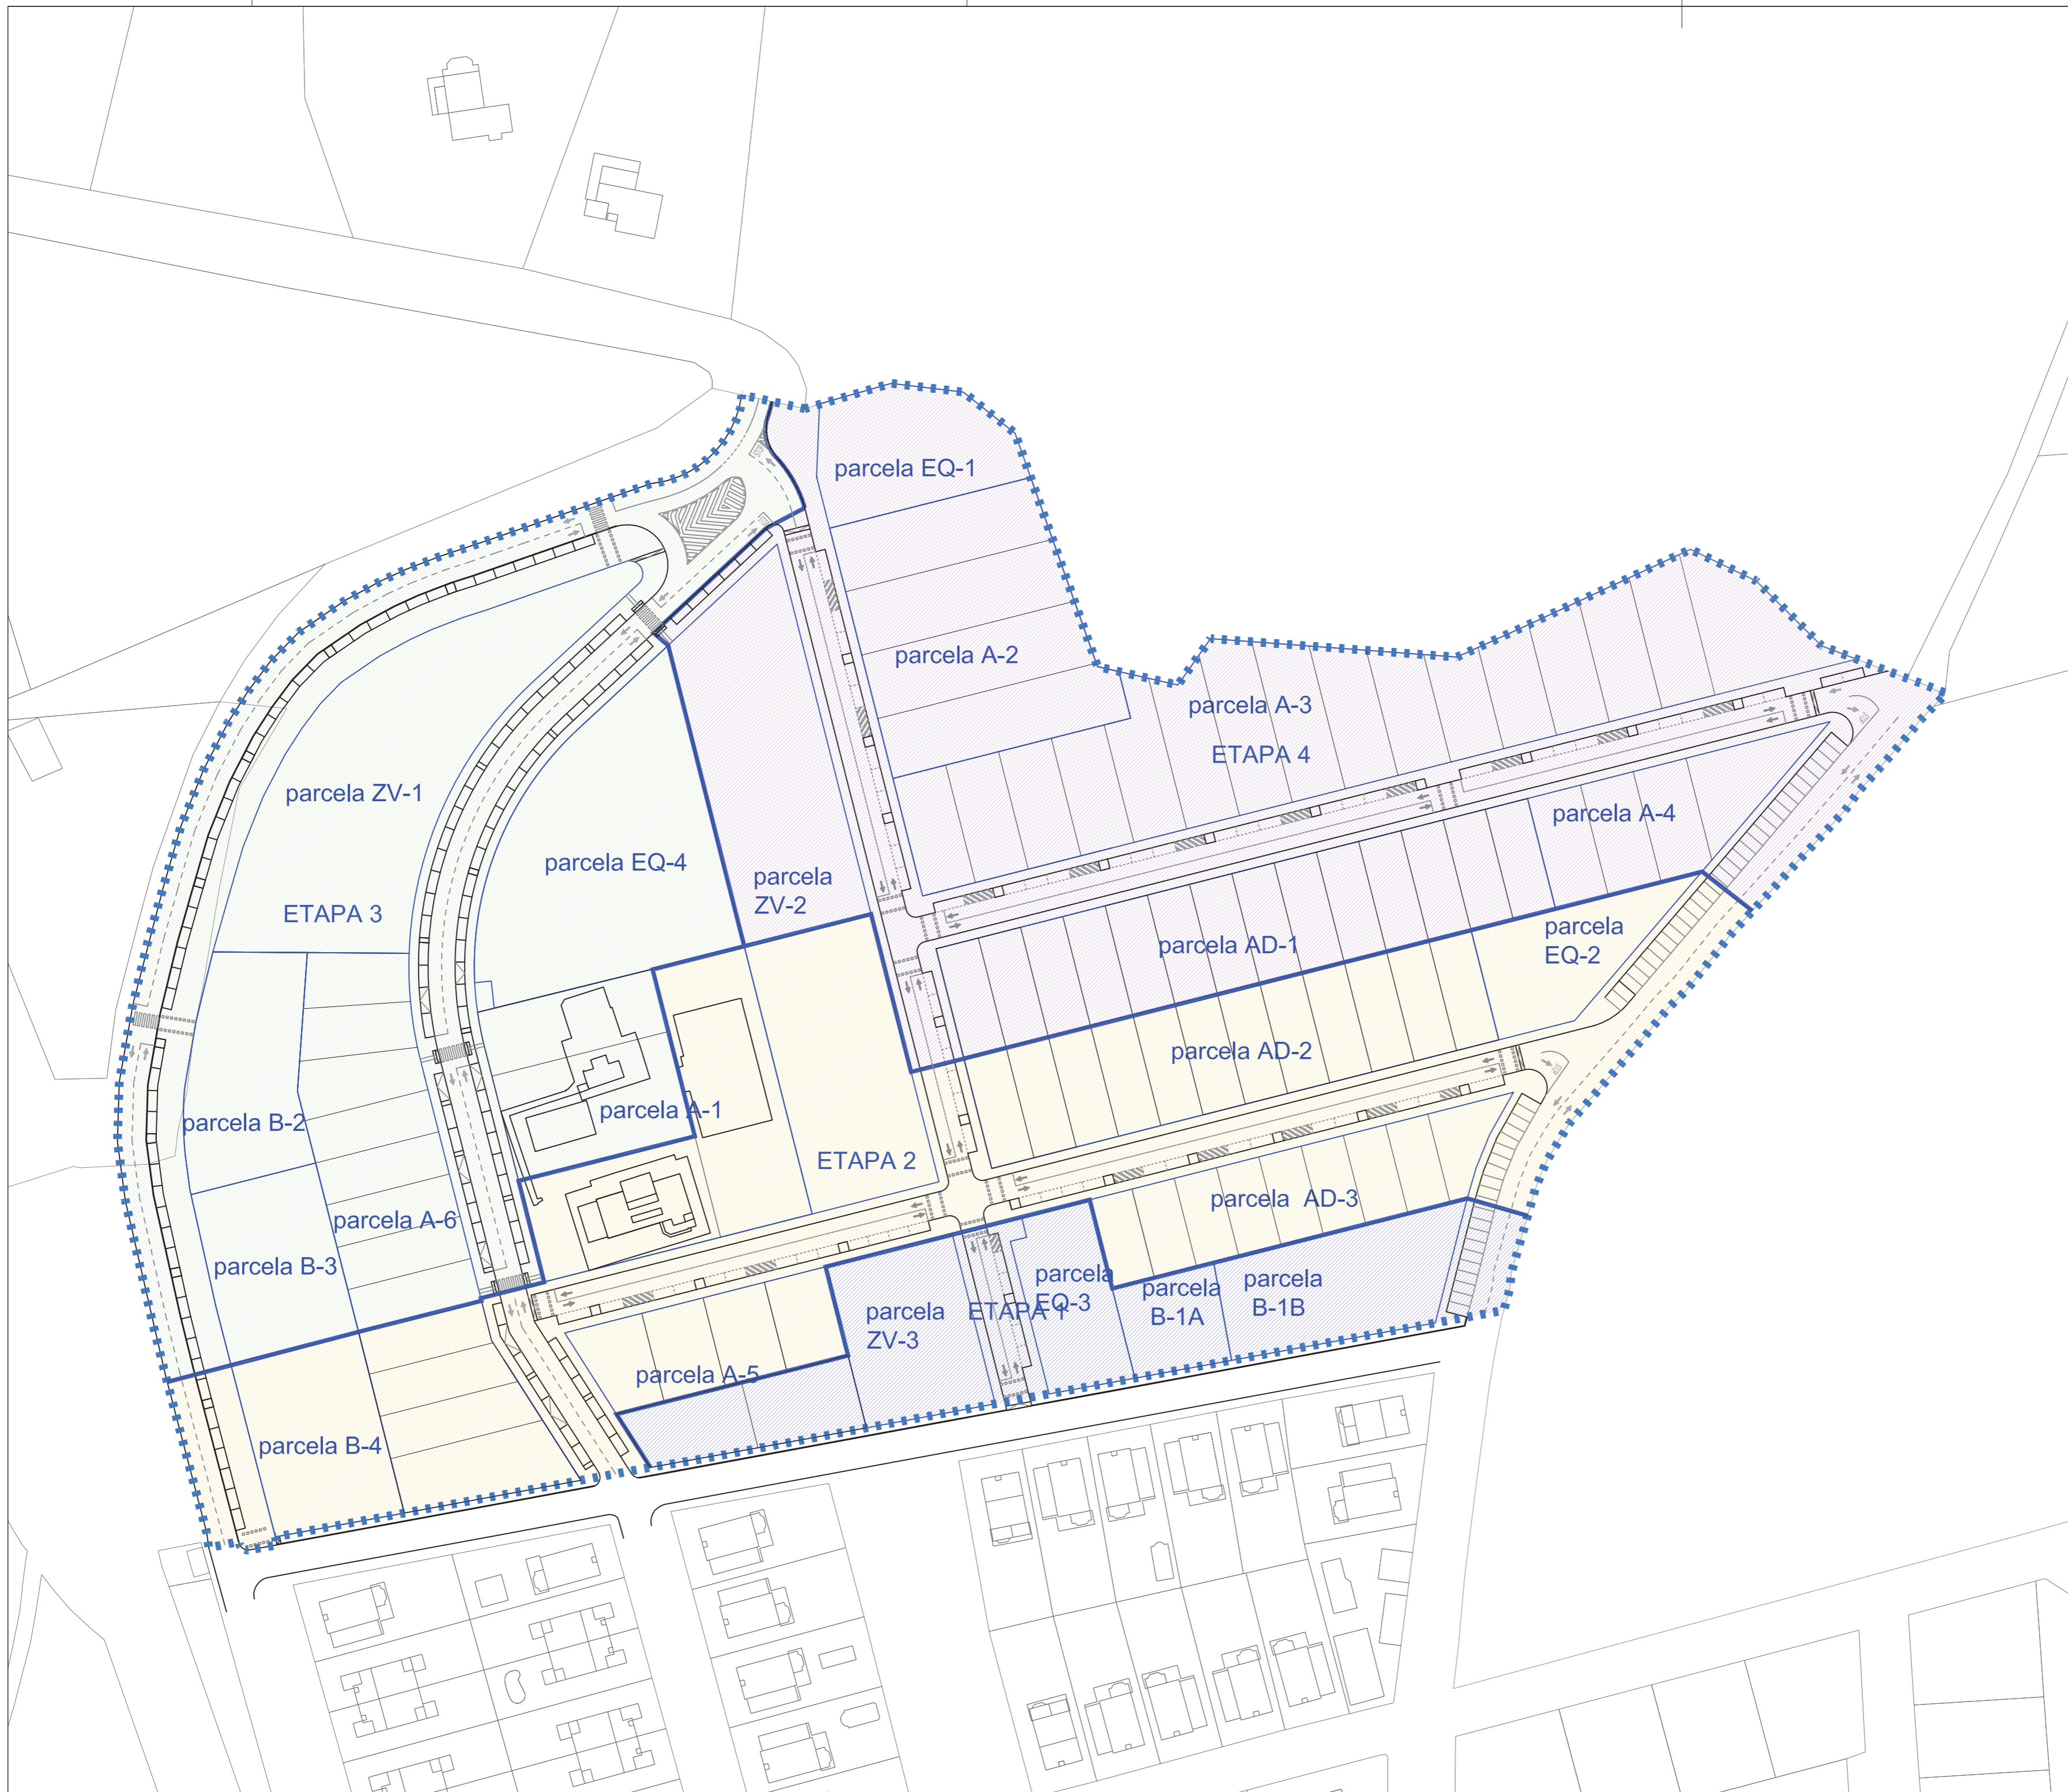 parcela EQ-1
parcela A-2
parcela A-3
ETAPA 4
parcela ZV-1
parcela A-4
parcela EQ-4
parcela
ZV-2
ETAPA 3
parcela
EQ-2
parcela AD-1
parcela AD-2
parcela A-1
parcela B-2
ETAPA 2
parcela AD-3
parcela A-6
parcela B-3
parcela
EQ-3
parcela
B-1A
parcela
B-1B
parcela
ZV-3
ETAPA 1
parcela A-5
parcela B-4